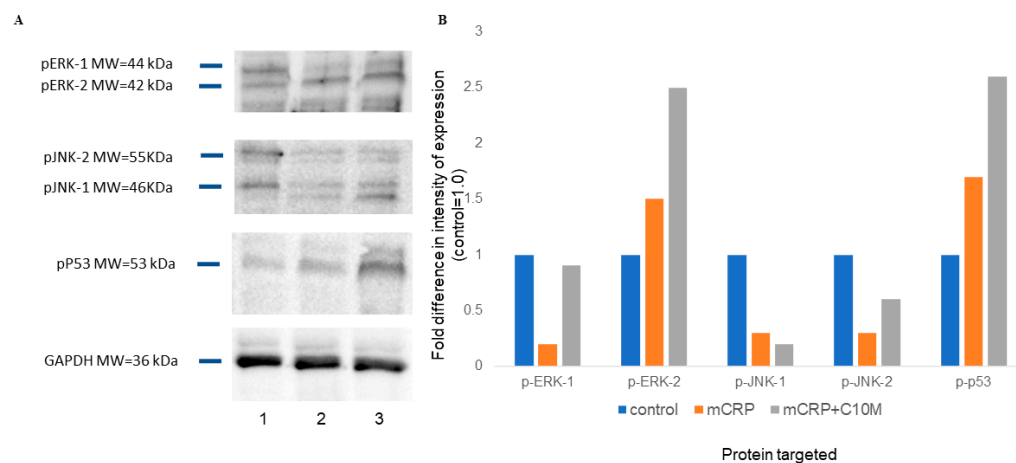 A
pERK-1 MW=44 kDa
pERK-2 MW=42 kDa
pJNK-2 MW=55KDa
pJNK-1 MW=46KDa
pP53 MW=53 kDa
GAPDH MW=36 kDa
1 2 3
B
Fold difference in intensity of expression
(control=1.0)
3
2.5
2
1.5
1
0.5
0
p-ERK-1 p-ERK-2 p-JNK-1 p-JNK-2 p-p53
control mCRP mCRP+C10M
Protein targeted